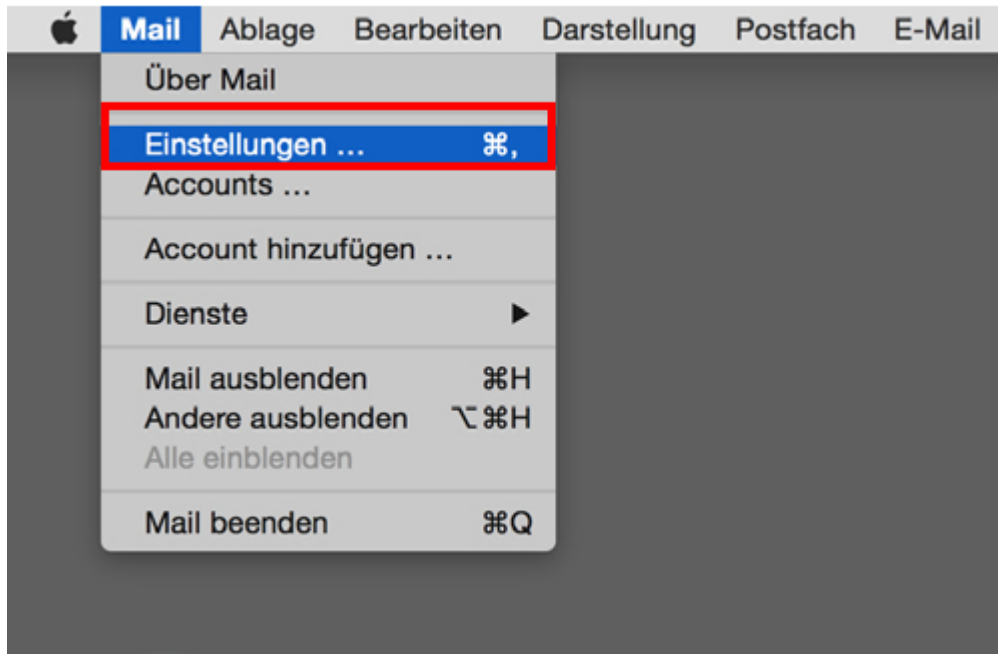 Mail Ablage Bearbeiten Darstellung Postfach E-Mail
Über Mail
Einstellungen ... ⌘,
Accounts ...
Account hinzufügen ...
Dienste ▶
Mail ausblenden ⌘H
Andere ausblenden ⌥⌘H
Alle einblenden
Mail beenden ⌘Q